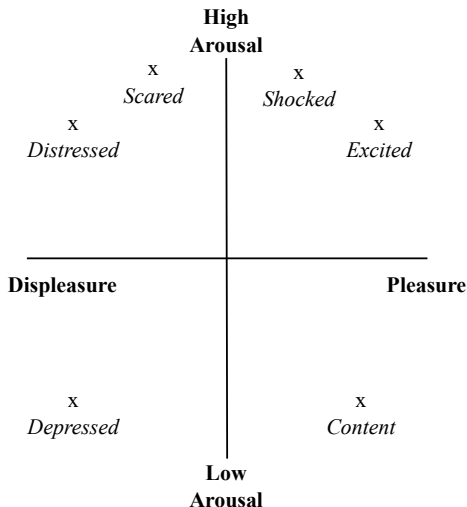 High
Arousal
x
x
Scared
Shocked
x
x
Distressed
Excited
Displeasure
Pleasure
x
x
Depressed
Content
Low
Arousal